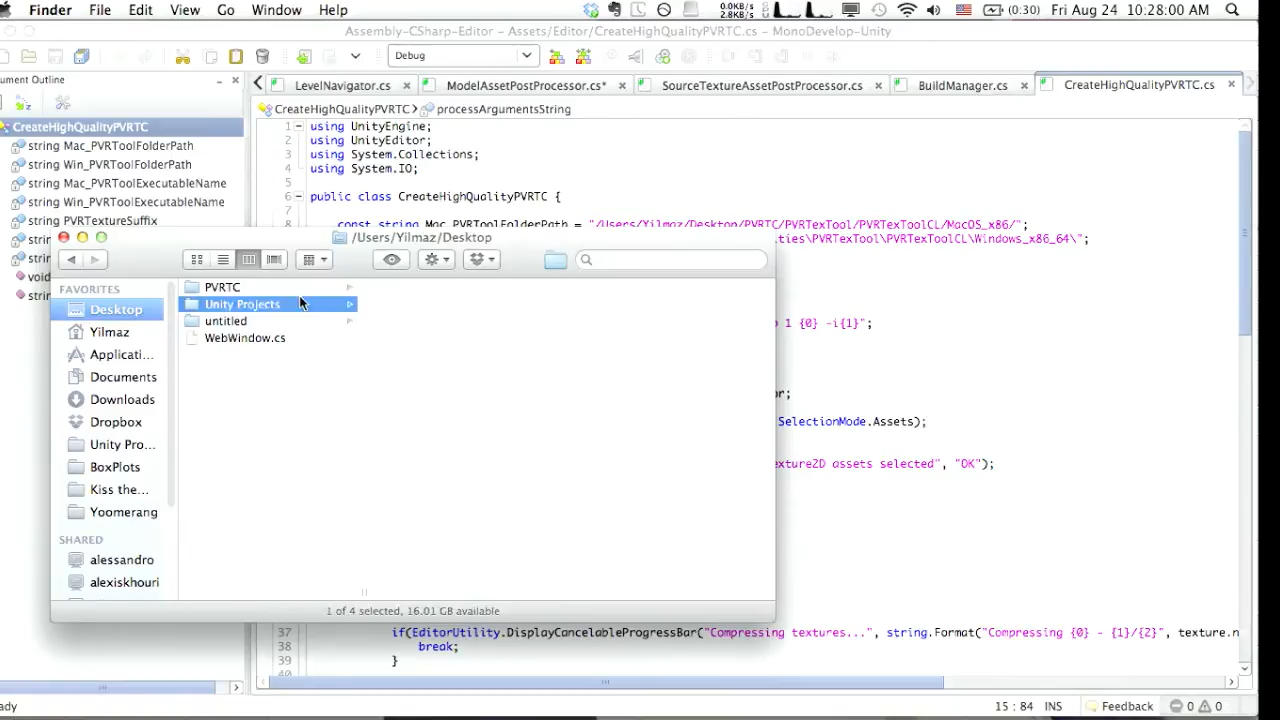 Finder File Edit View Go Window Help 0.0KB/s 2.8KB/s (0:30) Fri Aug 24 10:28:00 AM
Assembly-CSharp-Editor – Assets/Editor/CreateHighQualityPVRTC.cs – MonoDevelop-Unity
Debug
ument Outline
LevelNavigator.cs ModelAssetPostProcessor.cs* SourceTextureAssetPostProcessor.cs BuildManager.cs CreateHighQualityPVRTC.cs
CreateHighQualityPVRTC processArgumentsString
CreateHighQualityPVRTC
string Mac_PVRToolFolderPath
string Win_PVRToolFolderPath
string Mac_PVRToolExecutableName
string Win_PVRToolExecutableName
string PVRTextureSuffix
strin
strin
void
strin
1 using UnityEngine;
2 using UnityEditor;
3 using System.Collections;
4 using System.IO;
5
6 public class CreateHighQualityPVRTC {
7
8 const string Mac_PVRToolFolderPath = "/Users/Yilmaz/Desktop/PVRTC/PVRTexTool/PVRTexToolCL/MacOS_x86/";
ties\PVRTexTool\PVRTexToolCL\Windows_x86_64\";
1 {0} -i{1}";
or;
SelectionMode.Assets);
exture2D assets selected", "OK");
37 if(EditorUtility.DisplayCancelableProgressBar("Compressing textures...", string.Format("Compressing {0} - {1}/{2}", texture.n
38 break;
39 }
40
/Users/Yilmaz/Desktop
FAVORITES
Desktop
Yilmaz
Applicati...
Documents
Downloads
Dropbox
Unity Pro...
BoxPlots
Kiss the...
Yoomerang
SHARED
alessandro
alexiskhouri
PVRTC
Unity Projects
untitled
WebWindow.cs
1 of 4 selected, 16.01 GB available
ady 15 : 84 INS Feedback 0 0